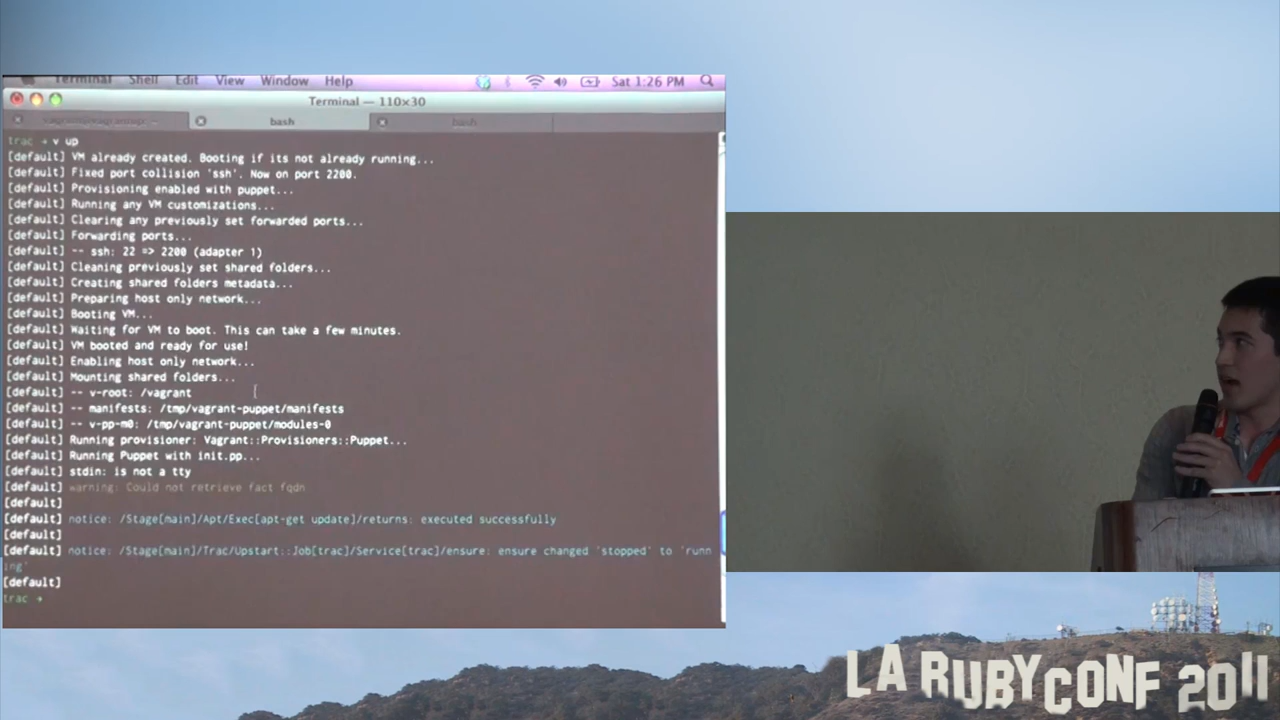 Terminal Shell Edit View Window Help Sat 1:26 PM
Terminal — 110×30
bash bash
trac → v up
[default] VM already created. Booting if its not already running...
[default] Fixed port collision 'ssh'. Now on port 2200.
[default] Provisioning enabled with puppet...
[default] Running any VM customizations...
[default] Clearing any previously set forwarded ports...
[default] Forwarding ports...
[default] -- ssh: 22 => 2200 (adapter 1)
[default] Cleaning previously set shared folders...
[default] Creating shared folders metadata...
[default] Preparing host only network...
[default] Booting VM...
[default] Waiting for VM to boot. This can take a few minutes.
[default] VM booted and ready for use!
[default] Enabling host only network...
[default] Mounting shared folders...
[default] -- v-root: /vagrant
[default] -- manifests: /tmp/vagrant-puppet/manifests
[default] -- v-pp-m0: /tmp/vagrant-puppet/modules-0
[default] Running provisioner: Vagrant::Provisioners::Puppet...
[default] Running Puppet with init.pp...
[default] stdin: is not a tty
[default] warning: Could not retrieve fact fqdn
[default]
[default] notice: /Stage[main]/Apt/Exec[apt-get update]/returns: executed successfully
[default]
[default] notice: /Stage[main]/Trac/Upstart::Job[trac]/Service[trac]/ensure: ensure changed 'stopped' to 'runn
ing'
[default]
trac →
LA RUBYCONF 2011